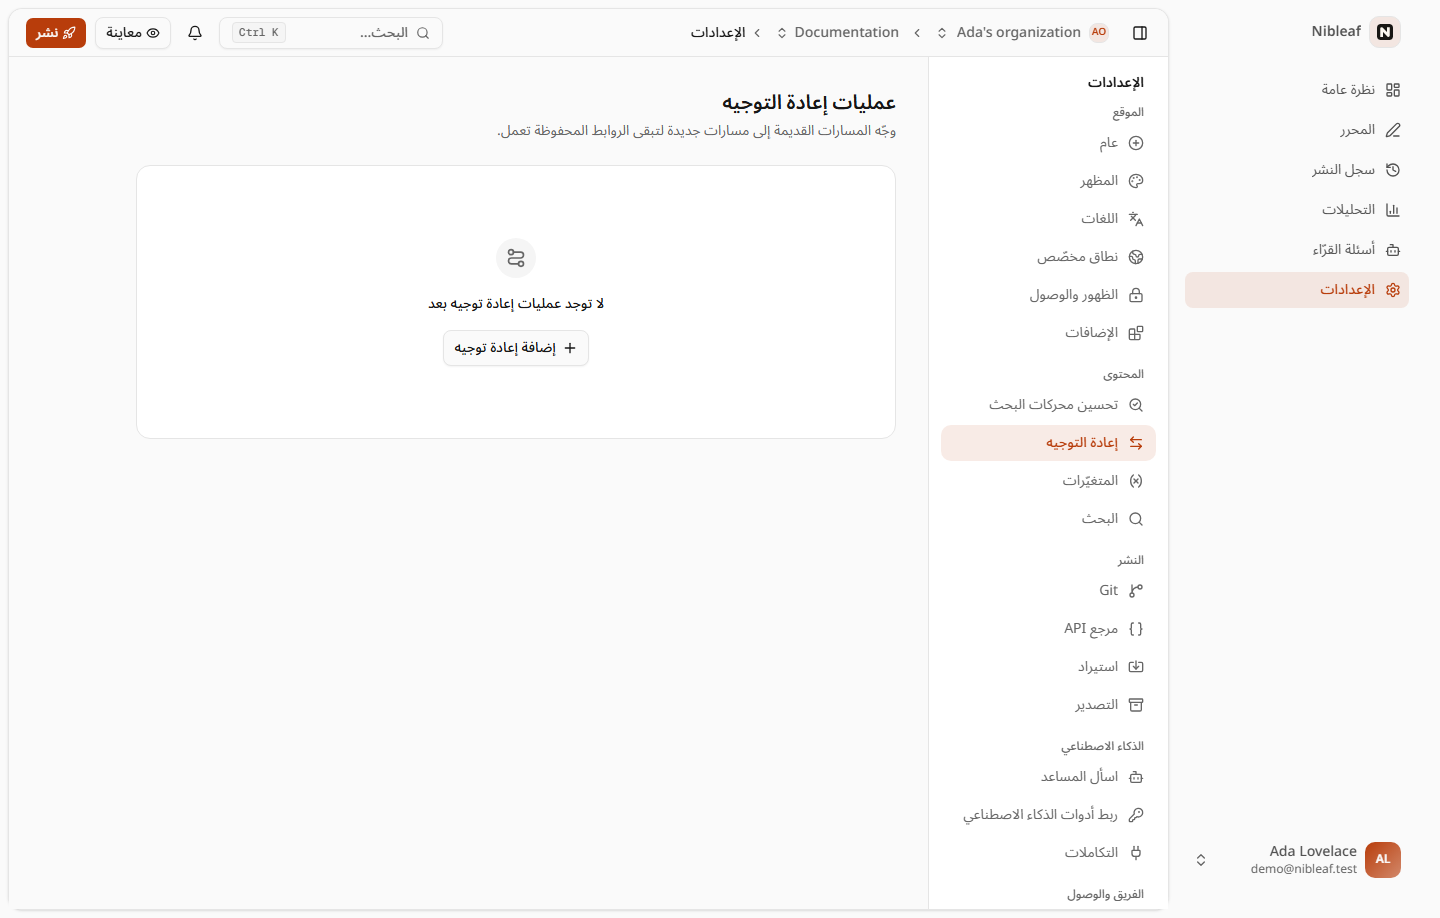 Nibleaf
نظرة عامة
المحرر
سجل النشر
التحليلات
أسئلة القرّاء
الإعدادات
AL
Ada Lovelace
demo@nibleaf.test
AO
Ada's organization
Documentation
الإعدادات
البحث...
Ctrl K
معاينة
نشر
الإعدادات
الموقع
عام
المظهر
اللغات
نطاق مخصّص
الظهور والوصول
الإضافات
المحتوى
تحسين محركات البحث
إعادة التوجيه
المتغيّرات
البحث
النشر
Git
مرجع API
استيراد
التصدير
الذكاء الاصطناعي
اسأل المساعد
ربط أدوات الذكاء الاصطناعي
التكاملات
الفريق والوصول
عمليات إعادة التوجيه
وجّه المسارات القديمة إلى مسارات جديدة لتبقى الروابط المحفوظة تعمل.
لا توجد عمليات إعادة توجيه بعد
إضافة إعادة توجيه